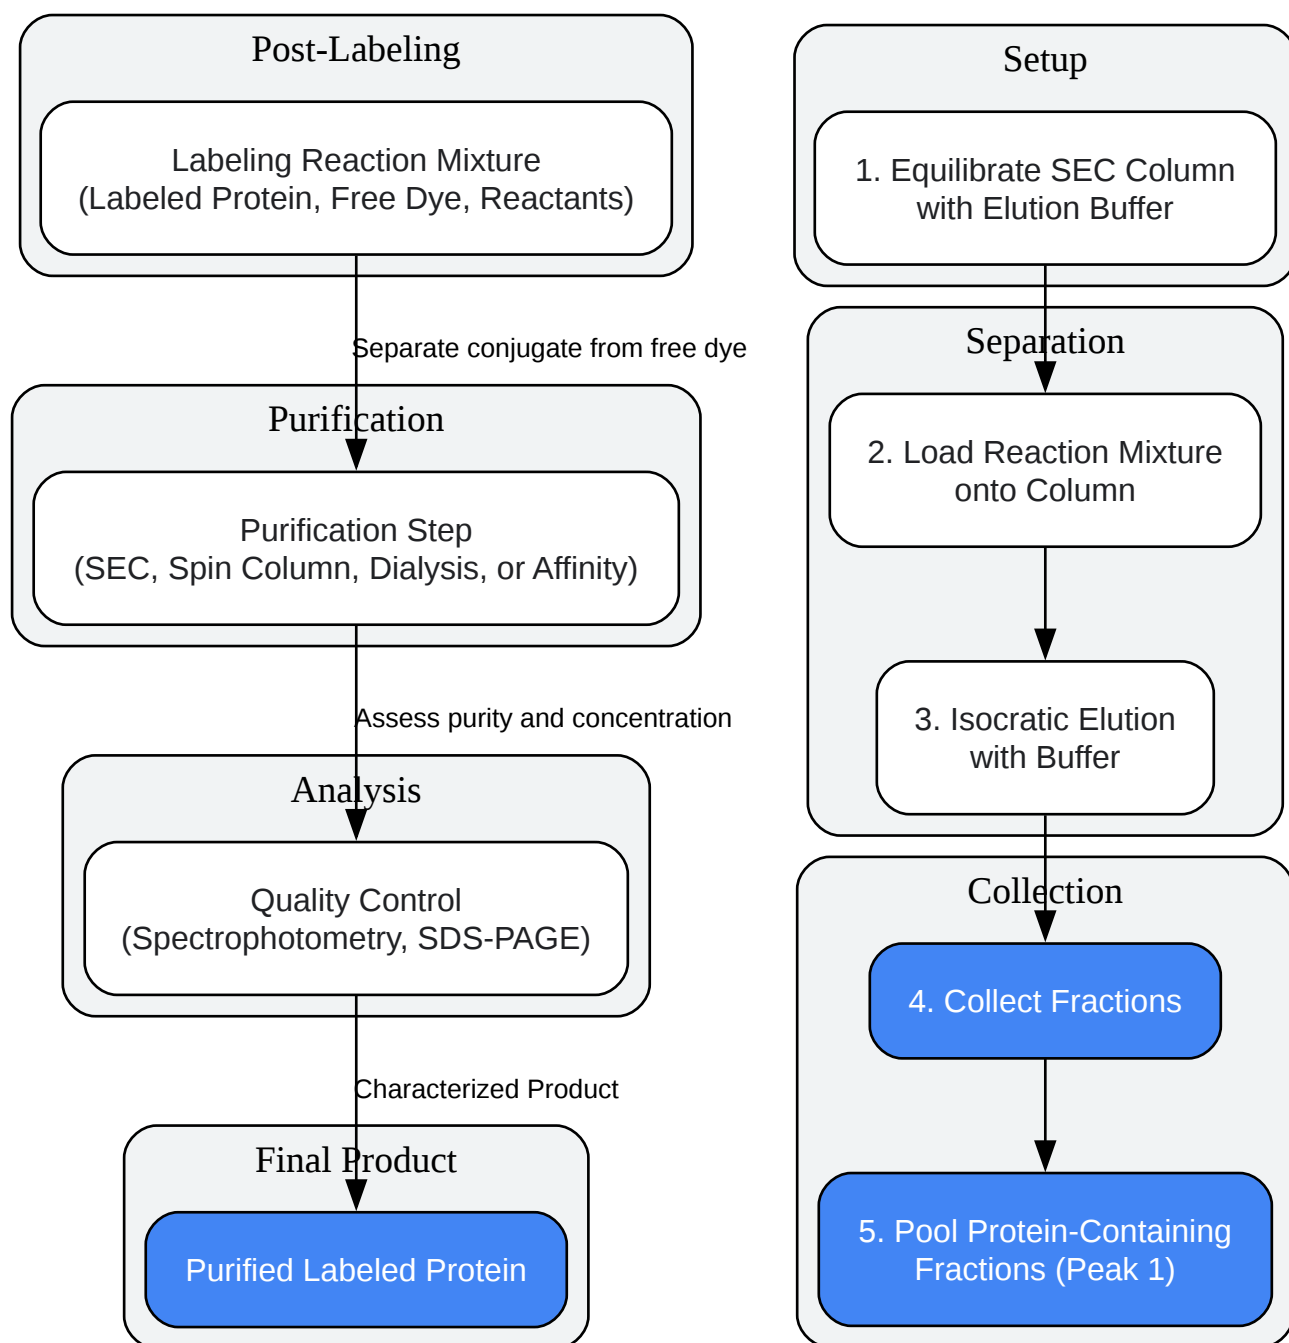 Post-Labeling
Labeling Reaction Mixture
(Labeled Protein, Free Dye, Reactants)
Separate conjugate from free dye
Purification
Purification Step
(SEC, Spin Column, Dialysis, or Affinity)
Assess purity and concentration
Analysis
Quality Control
(Spectrophotometry, SDS-PAGE)
Characterized Product
Final Product
Purified Labeled Protein
Setup
1. Equilibrate SEC Column
with Elution Buffer
Separation
2. Load Reaction Mixture
onto Column
3. Isocratic Elution
with Buffer
Collection
4. Collect Fractions
5. Pool Protein-Containing
Fractions (Peak 1)